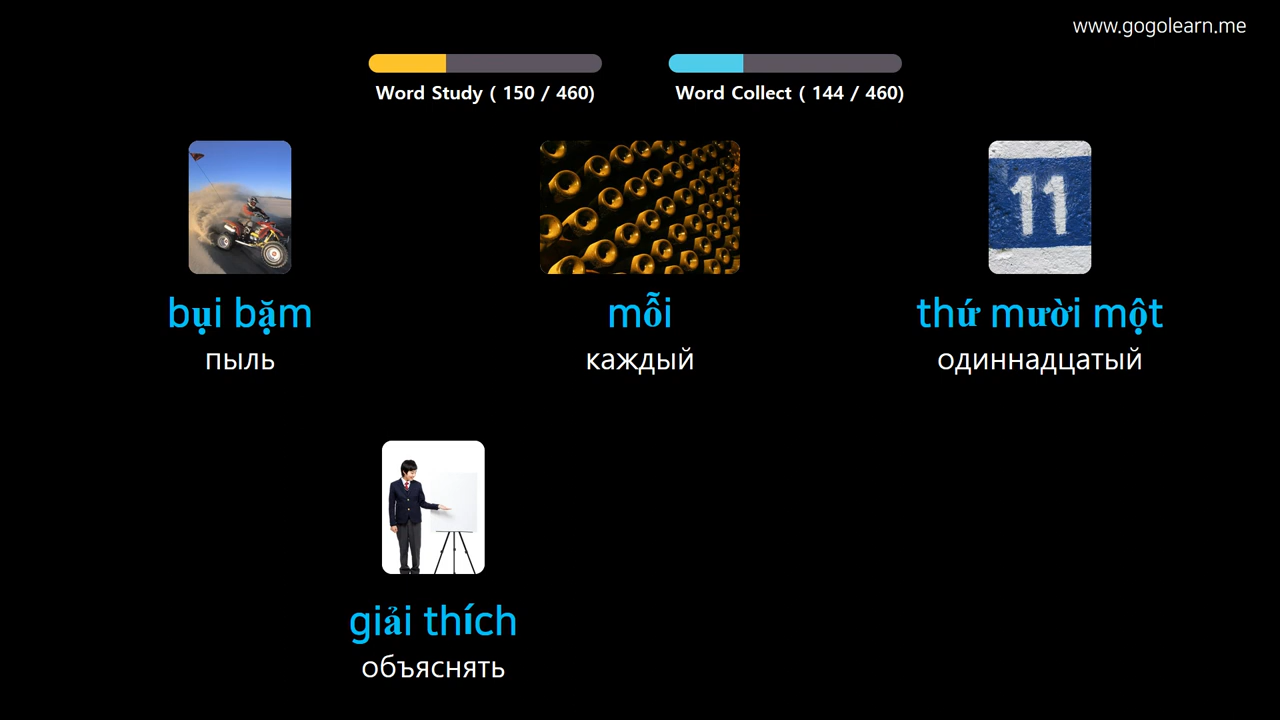 www.gogolearn.me
Word Study ( 150 / 460)
Word Collect ( 144 / 460)
11
bụi bặm
пыль
mỗi
каждый
thứ mười một
одиннадцатый
giải thích
объяснять